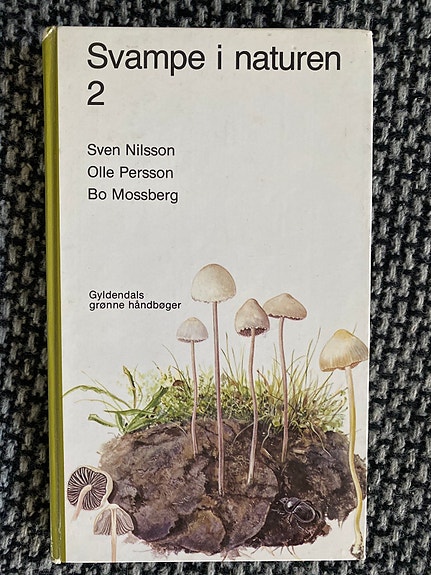 Svampe i naturen
2
Sven Nilsson
Olle Persson
Bo Mossberg
Gyldendals
grønne håndbøger